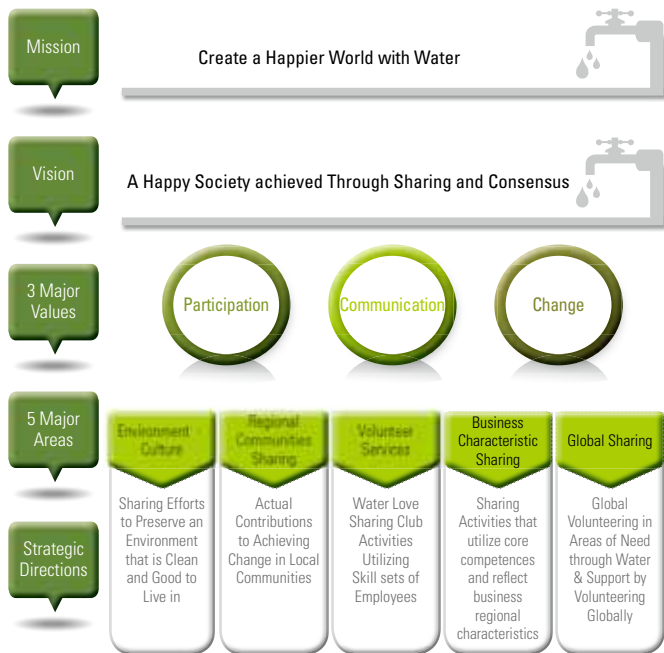 Mission
Create a Happier World with Water
Vision
A Happy Society achieved Through Sharing and Consensus
3 Major
Values
Participation
Communication
Change
5 Major
Areas
Environment
Culture
Regional
Communities
Sharing
Volunteer
Services
Business
Characteristic
Sharing
Global Sharing
Strategic
Directions
Sharing Efforts
to Preserve an
Environment
that is Clean
and Good to
Live in
Actual
Contributions
to Achieving
Change in Local
Communities
Water Love
Sharing Club
Activities
Utilizing
Skill sets of
Employees
Sharing
Activities that
utilize core
competences
and reflect
business
regional
characteristics
Global
Volunteering in
Areas of Need
through Water
& Support by
Volunteering
Globally